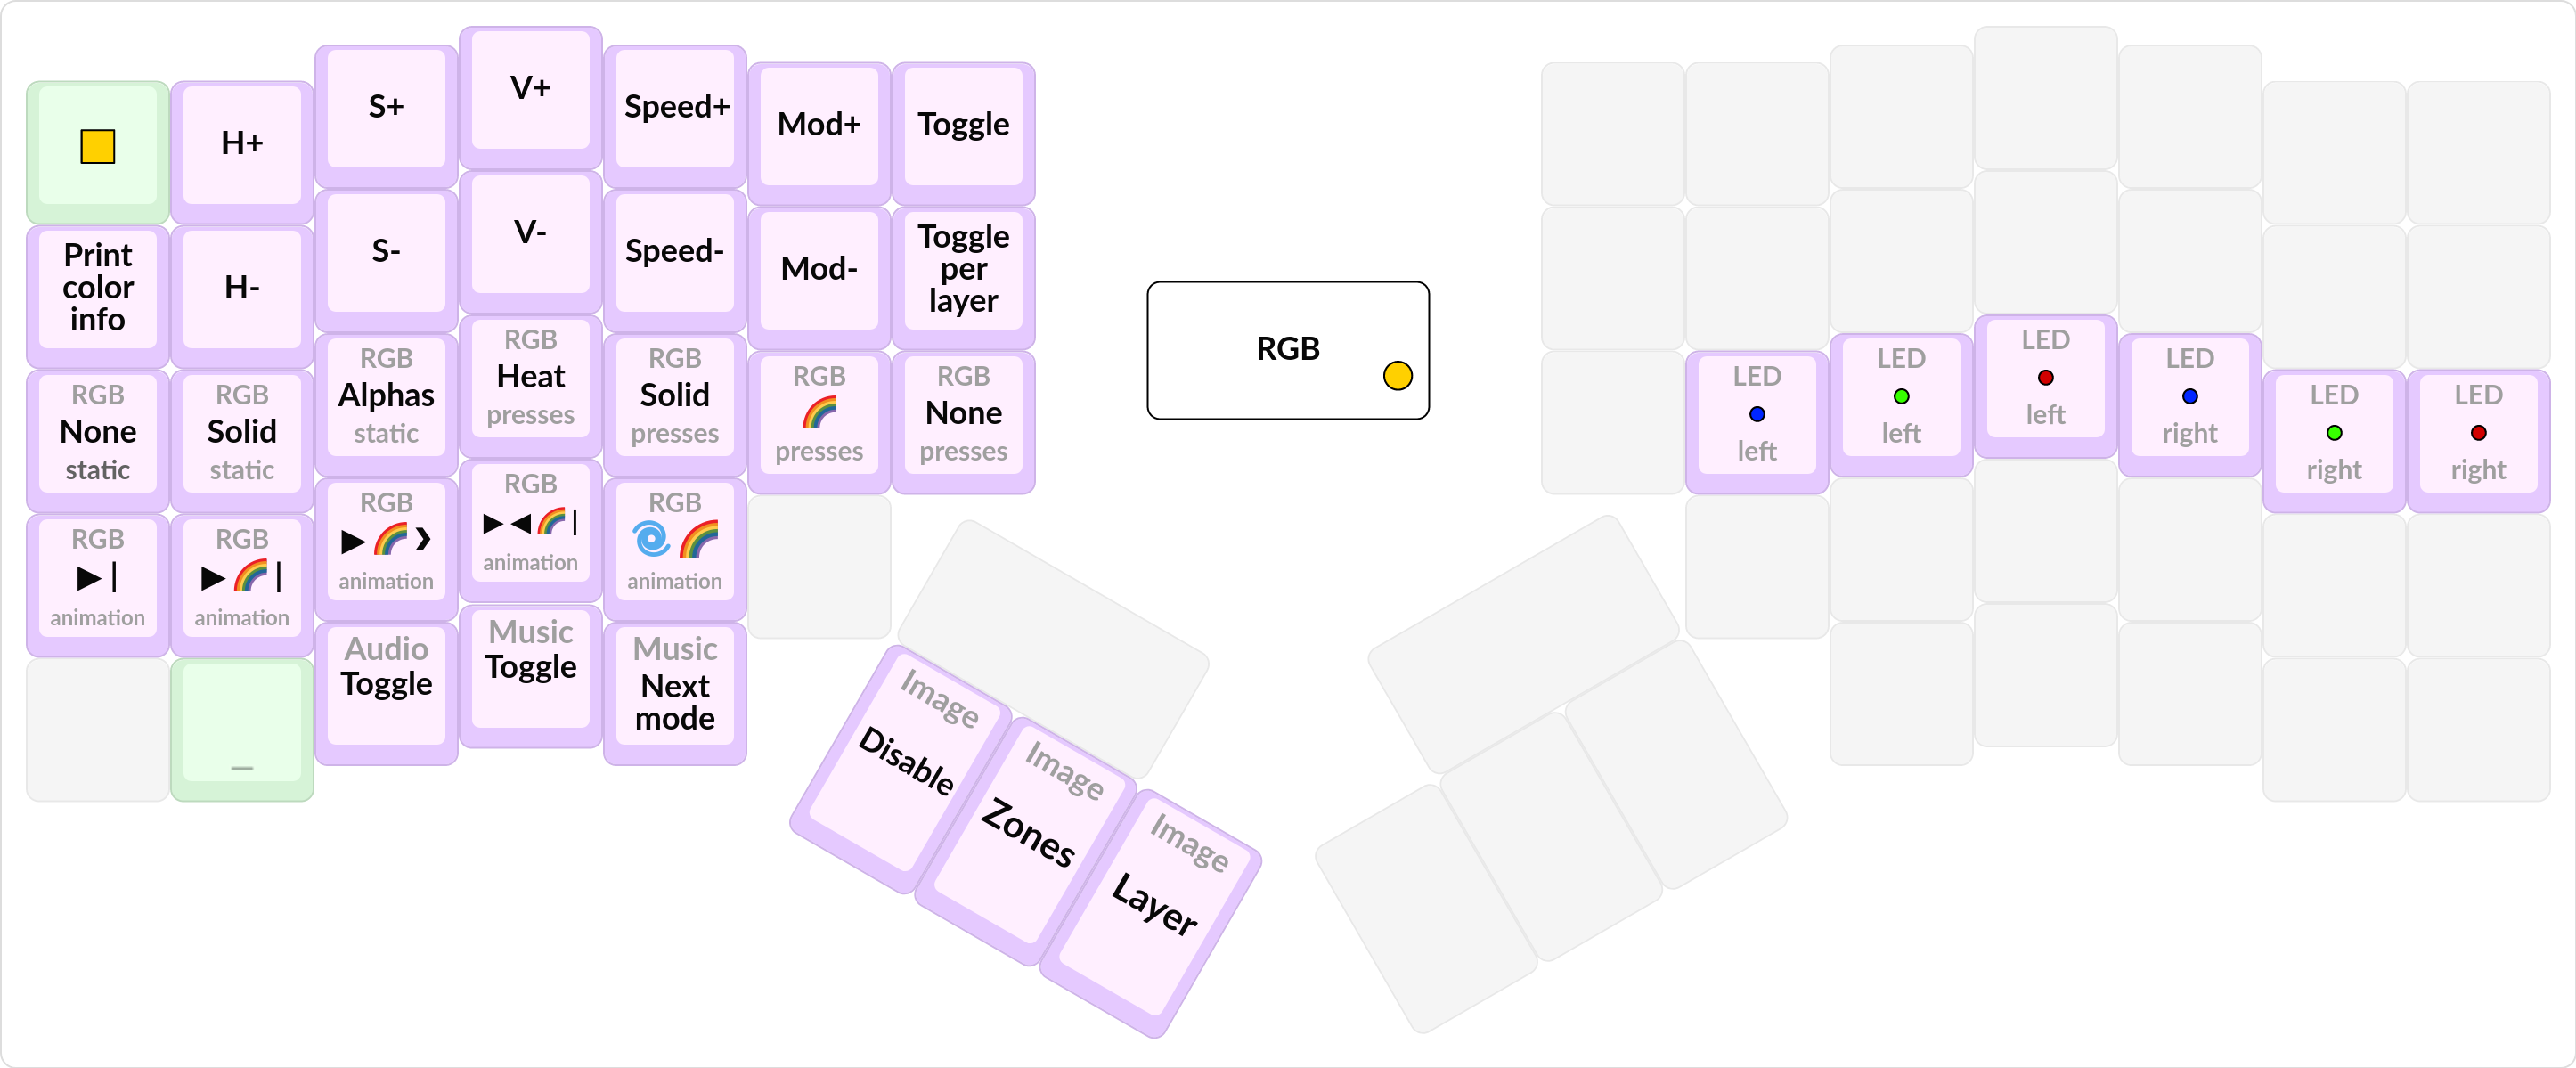 H+
S+
V+
Speed+
Mod+
Toggle
Print
color
info
H-
S-
V-
Speed-
Mod-
Toggle
per
layer
RGB
None
static
RGB
Solid
static
RGB
Alphas
static
RGB
Heat
presses
RGB
Solid
presses
RGB
presses
RGB
None
presses
RGB
animation
RGB
animation
RGB
animation
RGB
animation
RGB
animation
_
Audio
Toggle
Music
Toggle
Music
Next
mode
Image
Disable
Image
Zones
Image
Layer
RGB
LED
left
LED
left
LED
left
LED
right
LED
right
LED
right